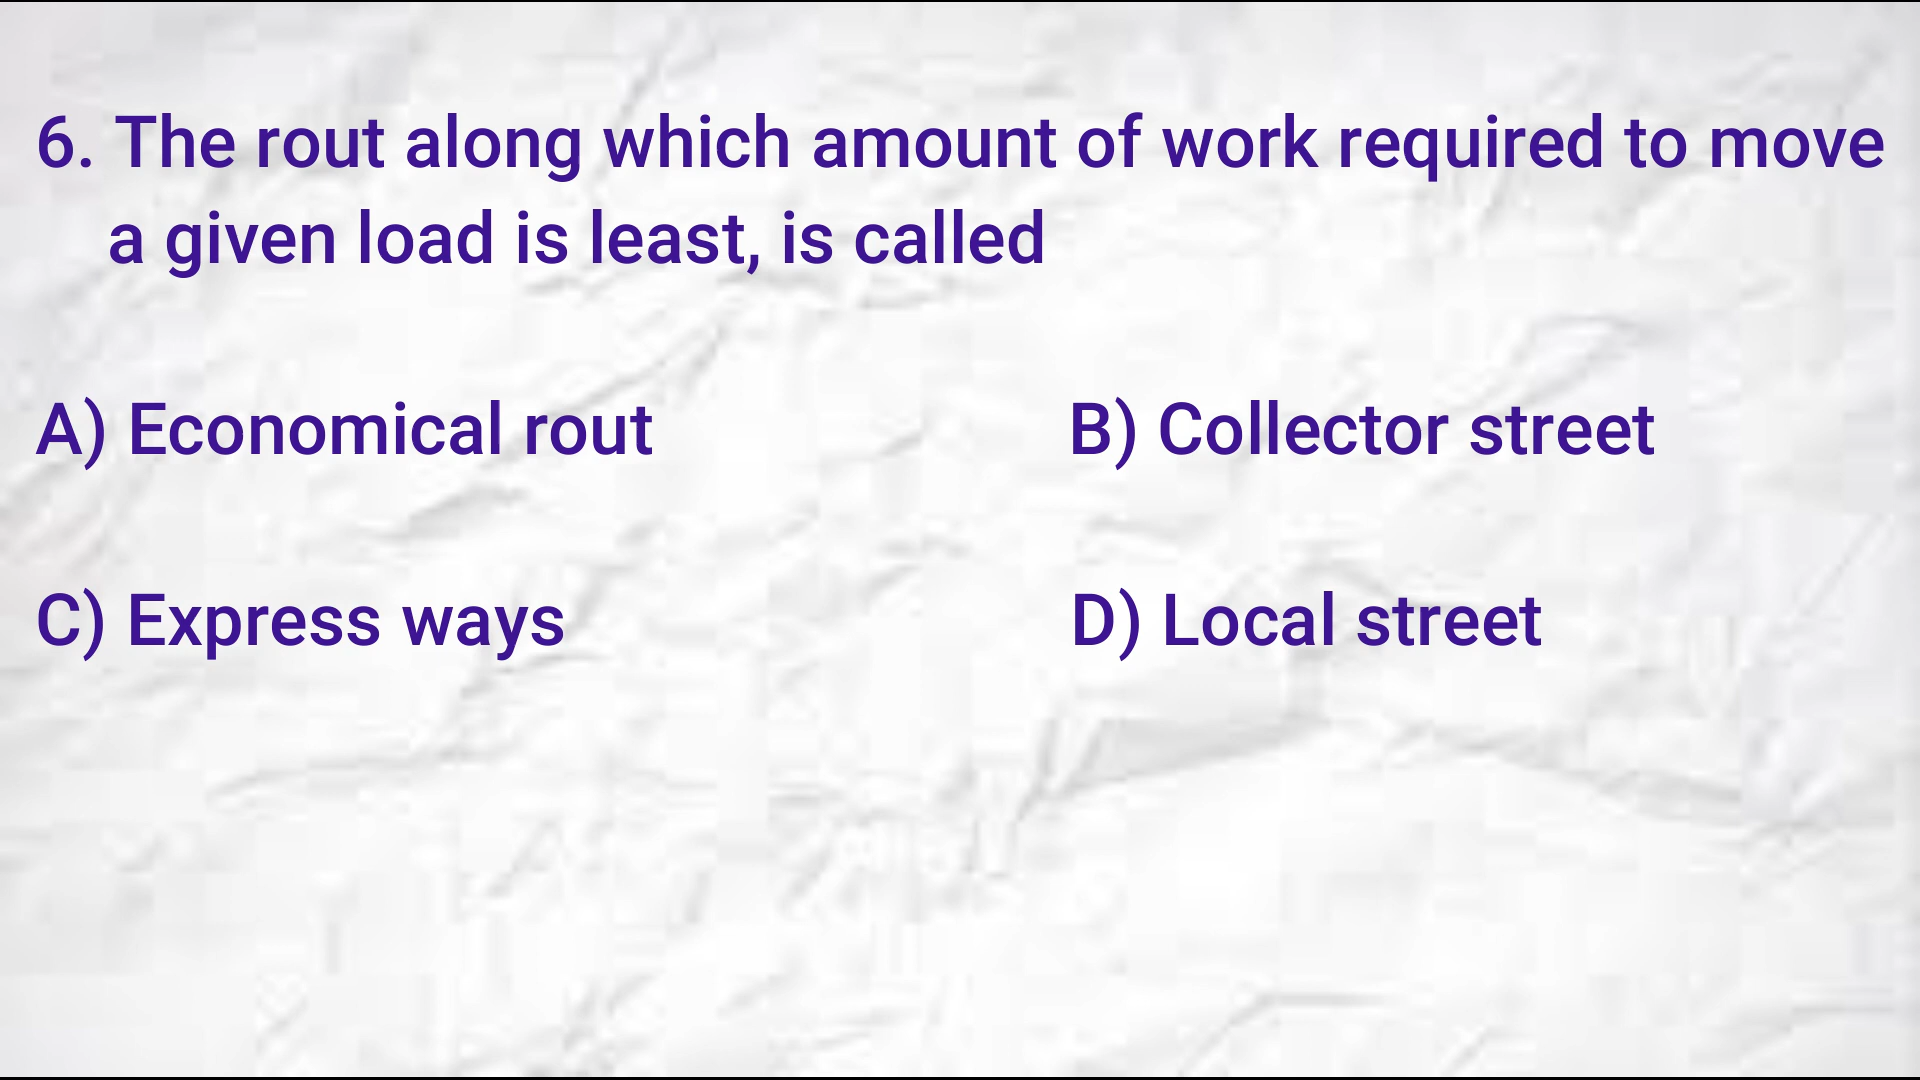 6. The rout along which amount of work required to move
a given load is least, is called
A) Economical rout B) Collector street
C) Express ways D) Local street